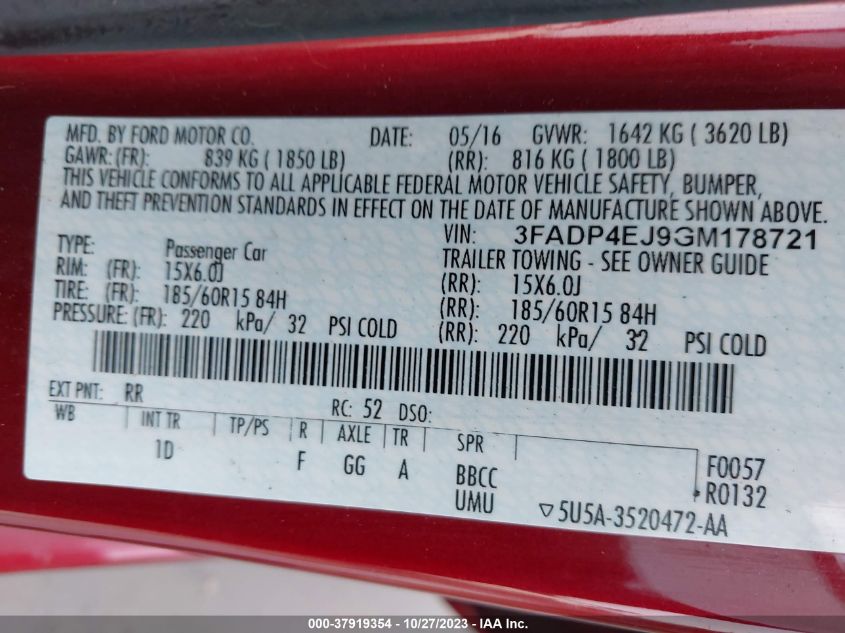 MFD. BY FORD MOTOR CO. DATE: 05/16 GVWR: 1642 KG ( 3620 LB)
GAWR: (FR): 839 KG ( 1850 LB) (RR): 816 KG ( 1800 LB)
THIS VEHICLE CONFORMS TO ALL APPLICABLE FEDERAL MOTOR VEHICLE SAFETY, BUMPER,
AND THEFT PREVENTION STANDARDS IN EFFECT ON THE DATE OF MANUFACTURE SHOWN ABOVE.
VIN: 3FADP4EJ9GM178721
TYPE: Passenger Car TRAILER TOWING - SEE OWNER GUIDE
RIM: (FR): 15X6.0J (RR): 15X6.0J
TIRE: (FR): 185/60R15 84H (RR): 185/60R15 84H
PRESSURE: (FR): 220 kPa/ 32 PSI COLD (RR): 220 kPa/ 32 PSI COLD
EXT PNT: RR RC: 52 DSO:
WB INT TR TP/PS R AXLE TR SPR
1D F GG A BBCC F0057
UMU R0132
▽5U5A-3520472-AA
000-37919354 - 10/27/2023 - IAA Inc.